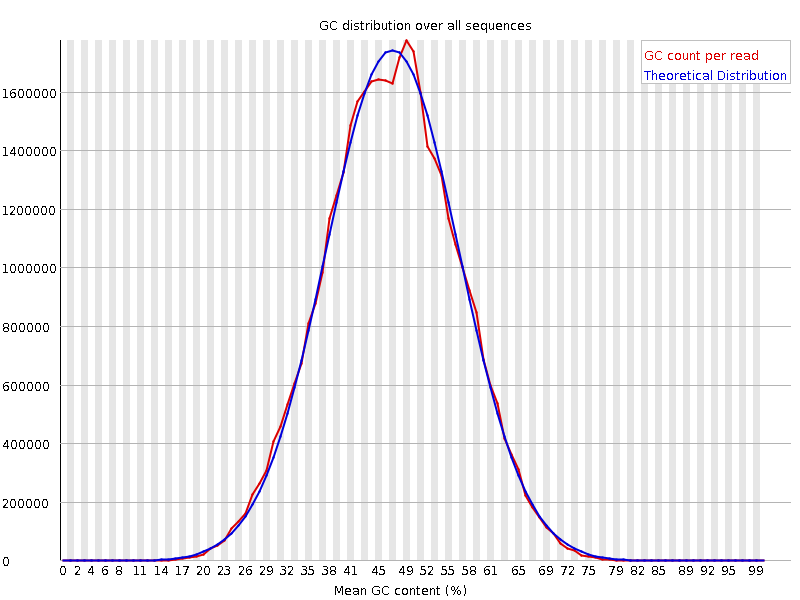 GC distribution over all sequences
GC count per read
Theoretical Distribution
1600000
1400000
1200000
1000000
800000
600000
400000
200000
0
0 2 4 6 8 11 14 17 20 23 26 29 32 35 38 41 45 48 52 55 58 61 65 69 72 75 79 82 85 89 92 95 99
Mean GC content (%)